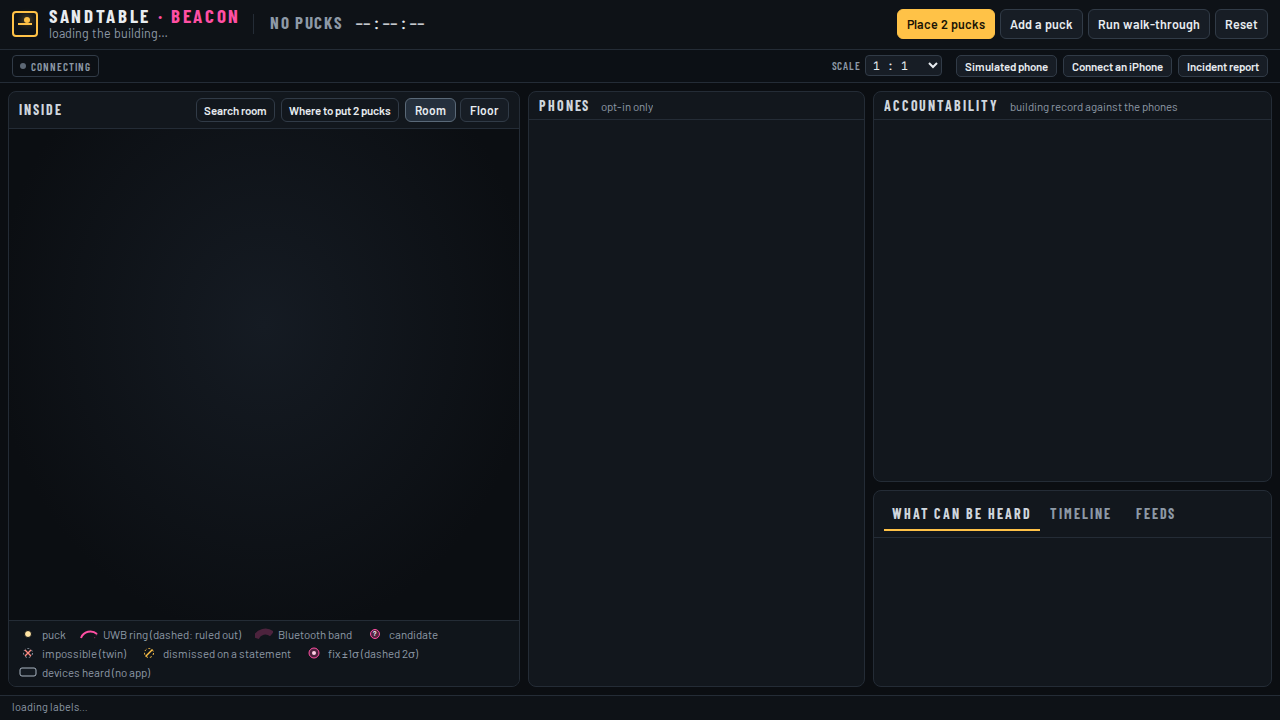 SANDTABLE · BEACON
loading the building...
NO PUCKS --:--:--
Place 2 pucks
Add a puck
Run walk-through
Reset
CONNECTING
SCALE 1 : 1
Simulated phone
Connect an iPhone
Incident report
INSIDE
Search room
Where to put 2 pucks
Room
Floor
puck
UWB ring (dashed: ruled out)
Bluetooth band
candidate
impossible (twin)
dismissed on a statement
fix ±1σ (dashed 2σ)
devices heard (no app)
PHONES opt-in only
ACCOUNTABILITY building record against the phones
WHAT CAN BE HEARD
TIMELINE
FEEDS
loading labels...